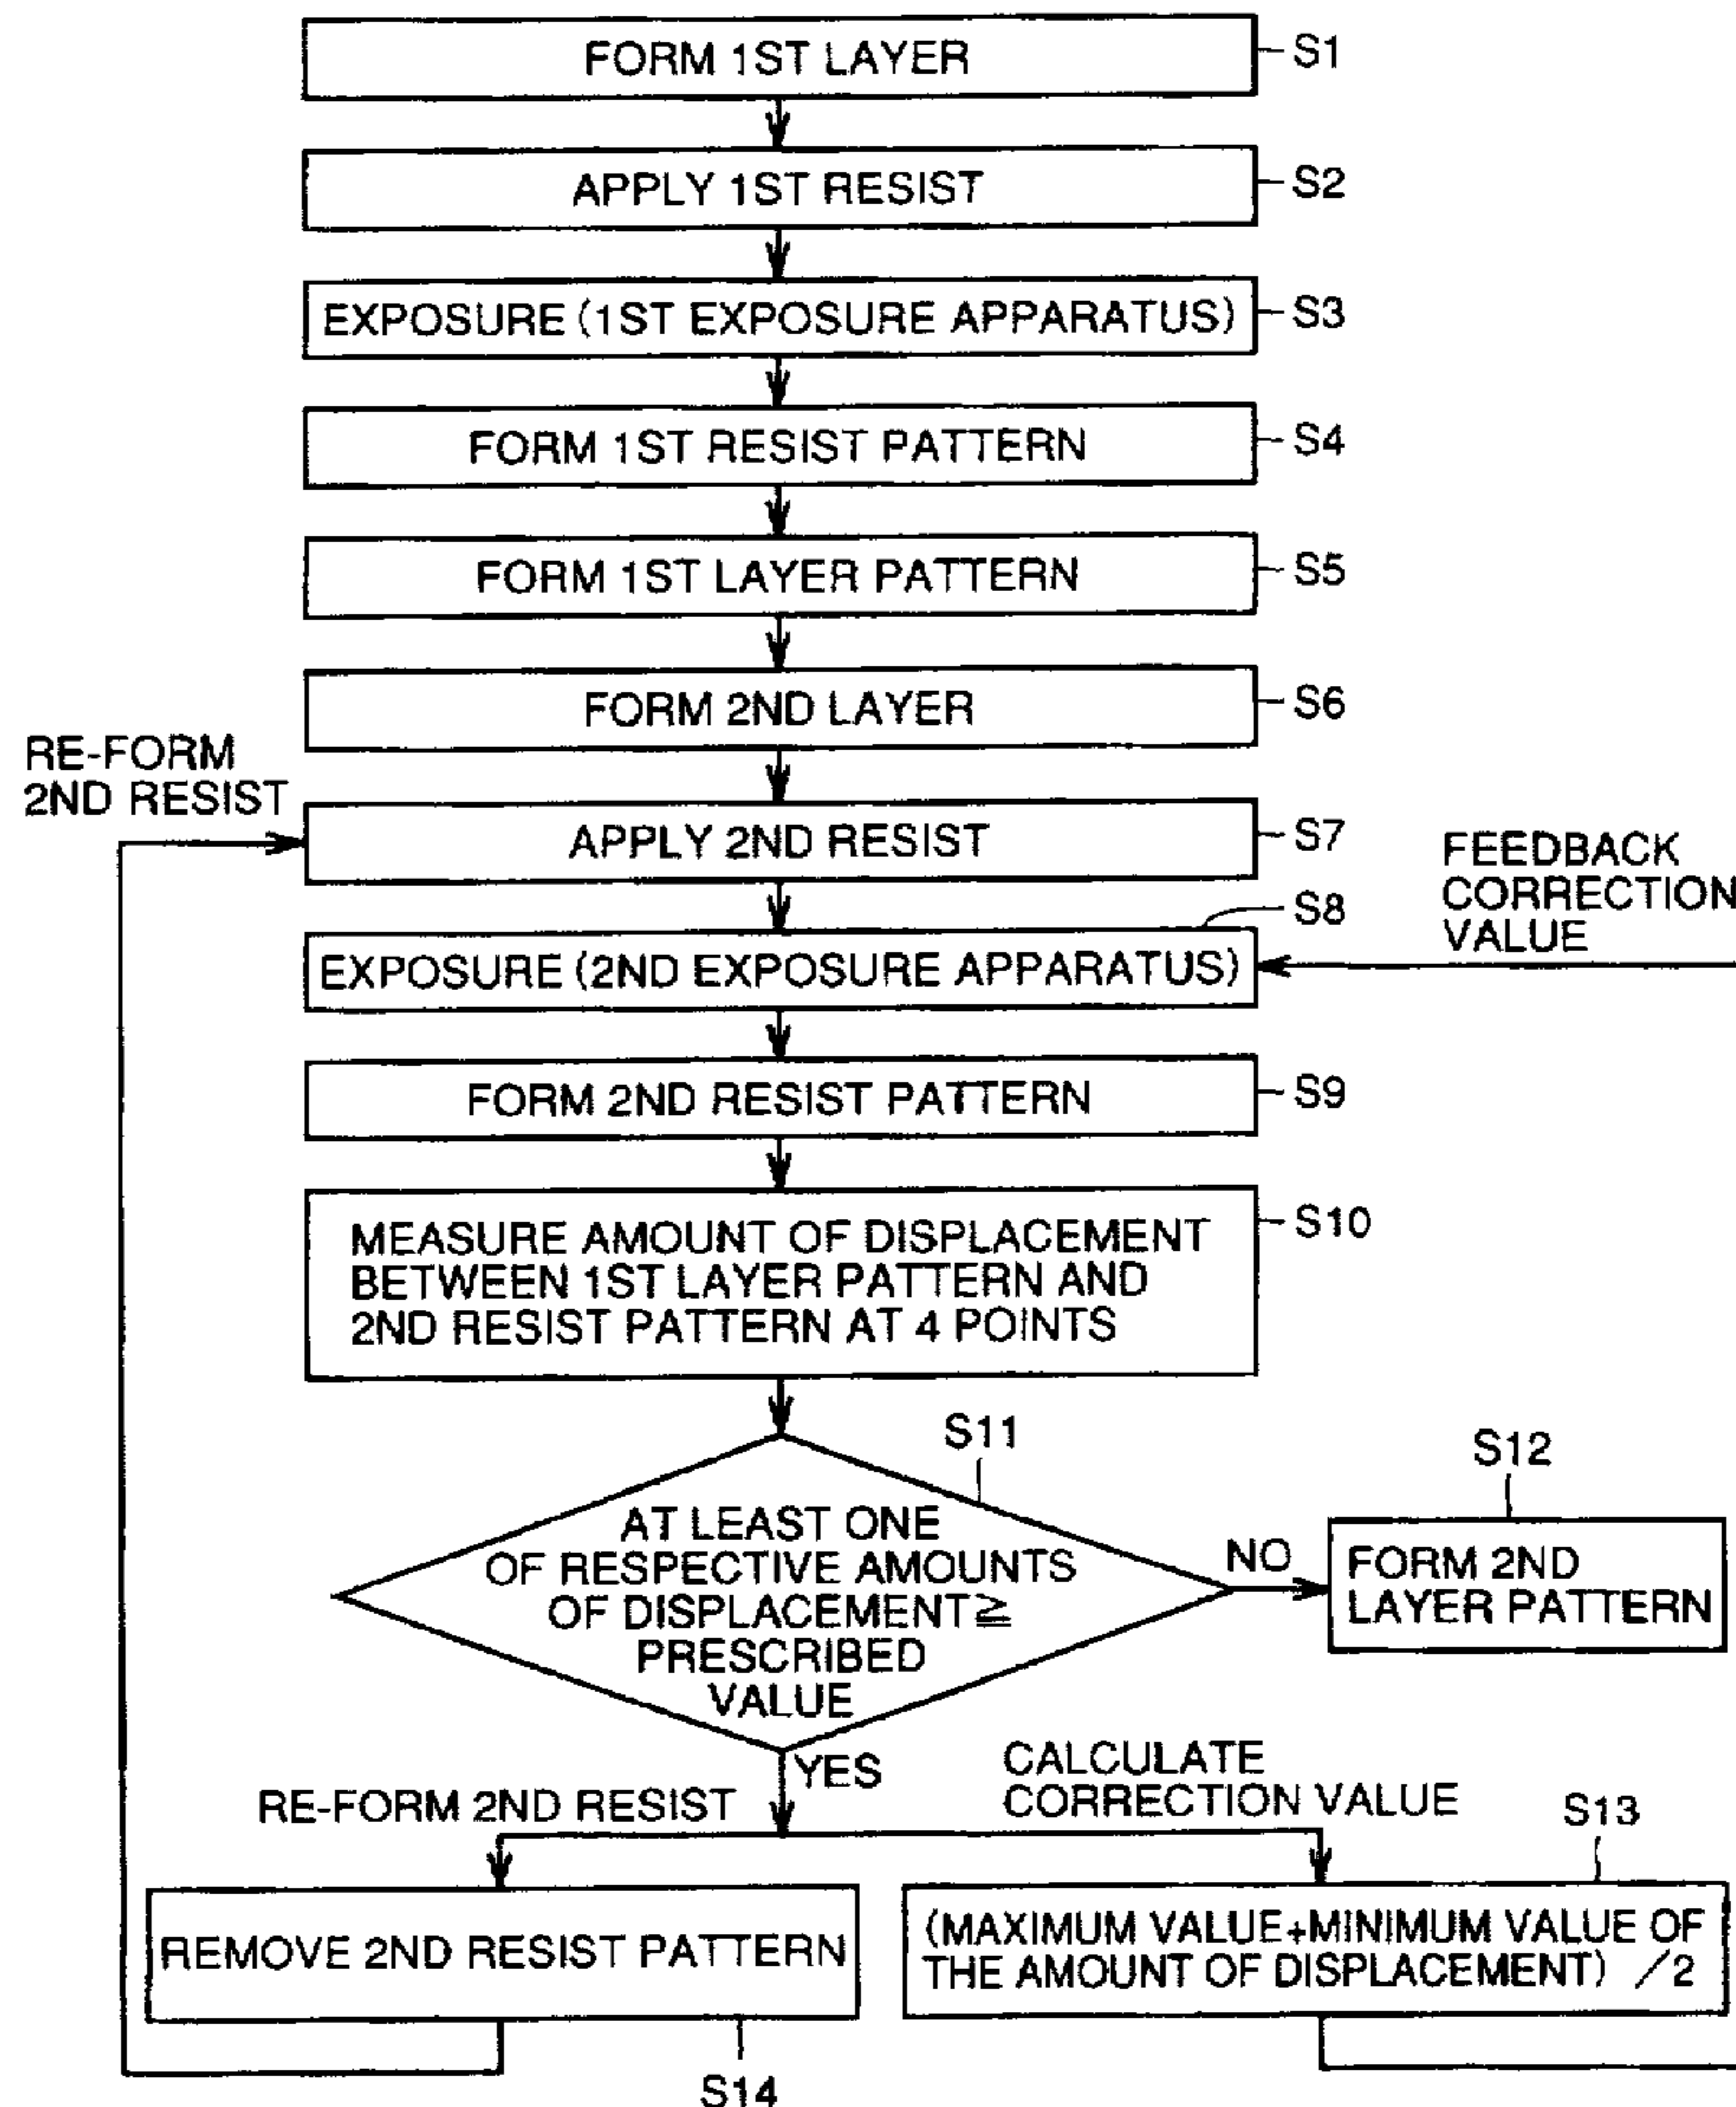 FORM 1ST LAYER
S1
APPLY 1ST RESIST
S2
EXPOSURE (1ST EXPOSURE APPARATUS)
S3
FORM 1ST RESIST PATTERN
S4
FORM 1ST LAYER PATTERN
S5
FORM 2ND LAYER
S6
RE-FORM
2ND RESIST
APPLY 2ND RESIST
S7
FEEDBACK
CORRECTION
VALUE
S8
EXPOSURE (2ND EXPOSURE APPARATUS)
FORM 2ND RESIST PATTERN
S9
MEASURE AMOUNT OF DISPLACEMENT
BETWEEN 1ST LAYER PATTERN AND
2ND RESIST PATTERN AT 4 POINTS
S10
S11
AT LEAST ONE
OF RESPECTIVE AMOUNTS
OF DISPLACEMENT≧
PRESCRIBED
VALUE
NO
S12
FORM 2ND
LAYER PATTERN
YES
RE-FORM 2ND RESIST
CALCULATE
CORRECTION VALUE
S13
REMOVE 2ND RESIST PATTERN
(MAXIMUM VALUE+MINIMUM VALUE OF
THE AMOUNT OF DISPLACEMENT) /2
S14